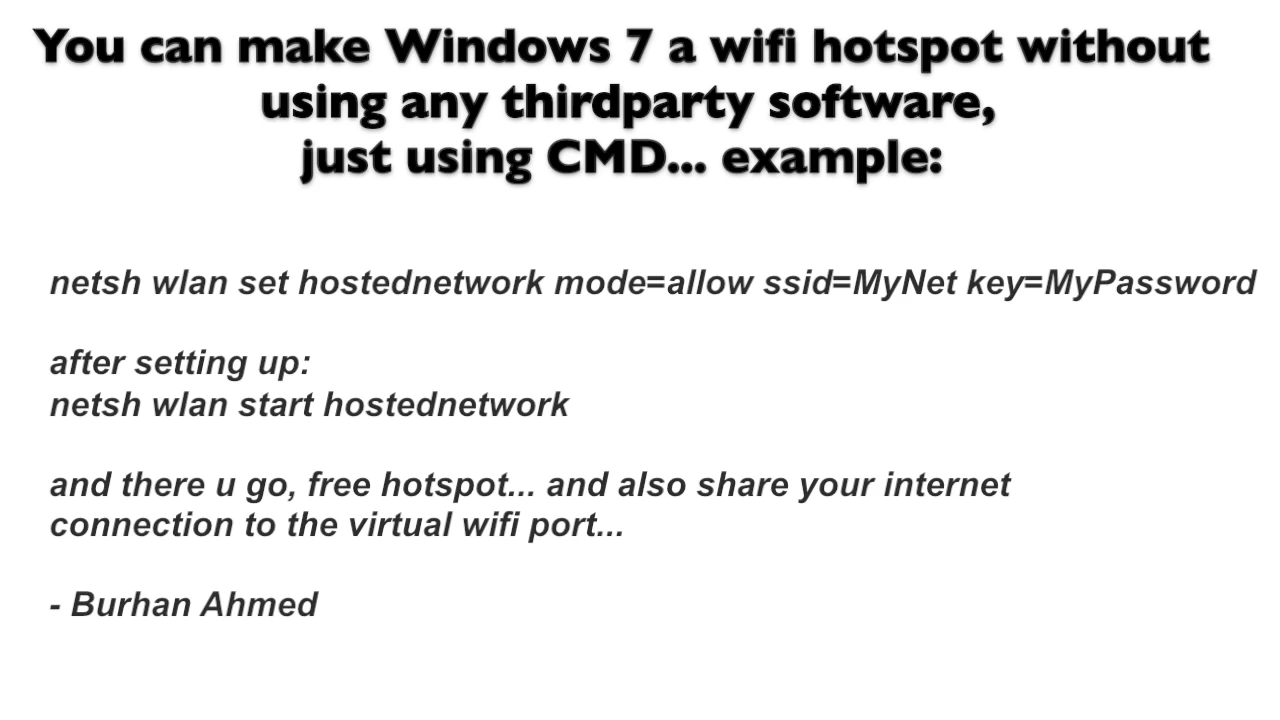 You can make Windows 7 a wifi hotspot without
using any thirdparty software,
just using CMD... example:
netsh wlan set hostednetwork mode=allow ssid=MyNet key=MyPassword
after setting up:
netsh wlan start hostednetwork
and there u go, free hotspot... and also share your internet
connection to the virtual wifi port...
- Burhan Ahmed